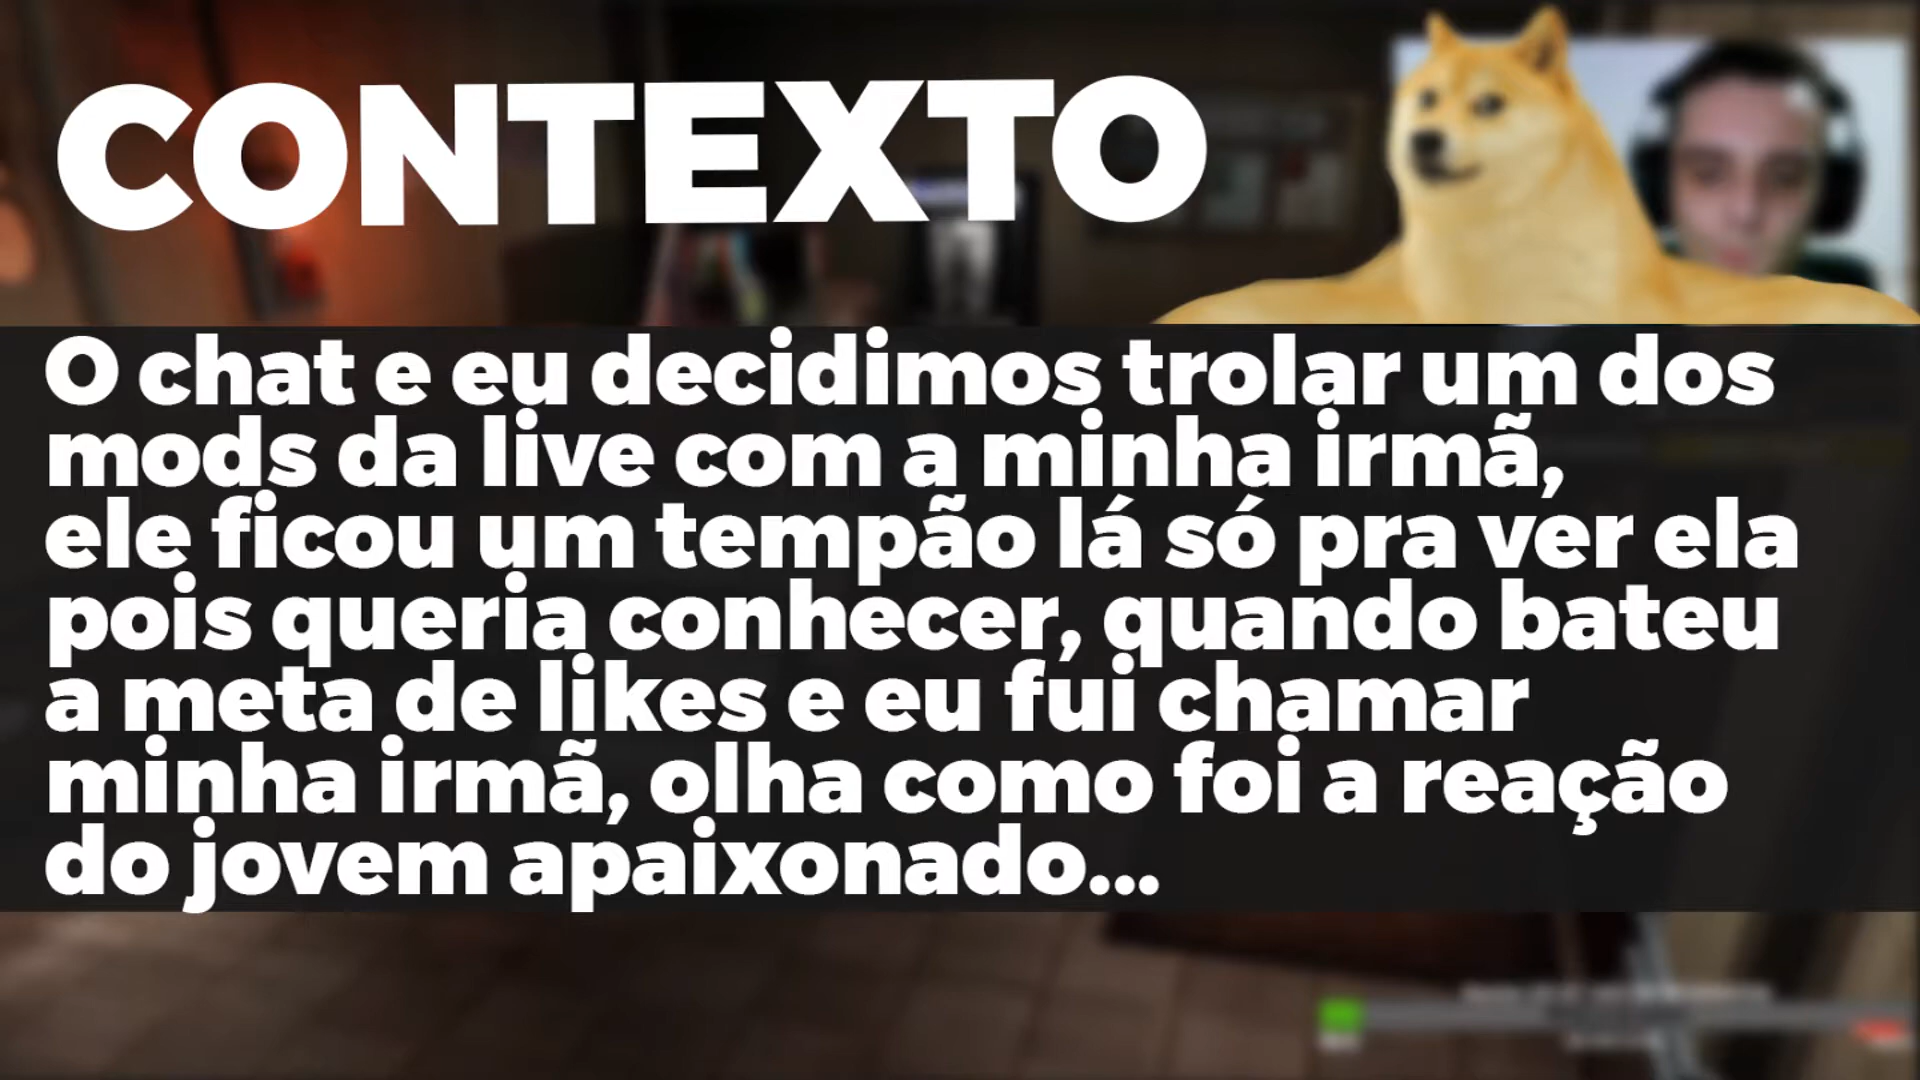 CONTEXTO
O chat e eu decidimos trolar um dos
mods da live com a minha irmã,
ele ficou um tempão lá só pra ver ela
pois queria conhecer, quando bateu
a meta de likes e eu fui chamar
minha irmã, olha como foi a reação
do jovem apaixonado...